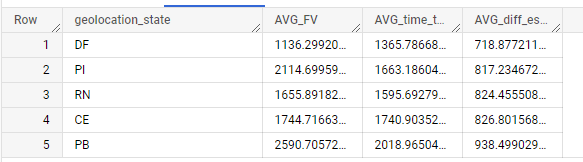 Row geolocation_state AVG_FV AVG_time_t... AVG_diff_es...
1 DF 1136.29920... 1365.78668... 718.877211...
2 PI 2114.69959... 1663.18604... 817.234672...
3 RN 1655.89182... 1595.69279... 824.455508...
4 CE 1744.71663... 1740.90352... 826.801568...
5 PB 2590.70572... 2018.96504... 938.499029...